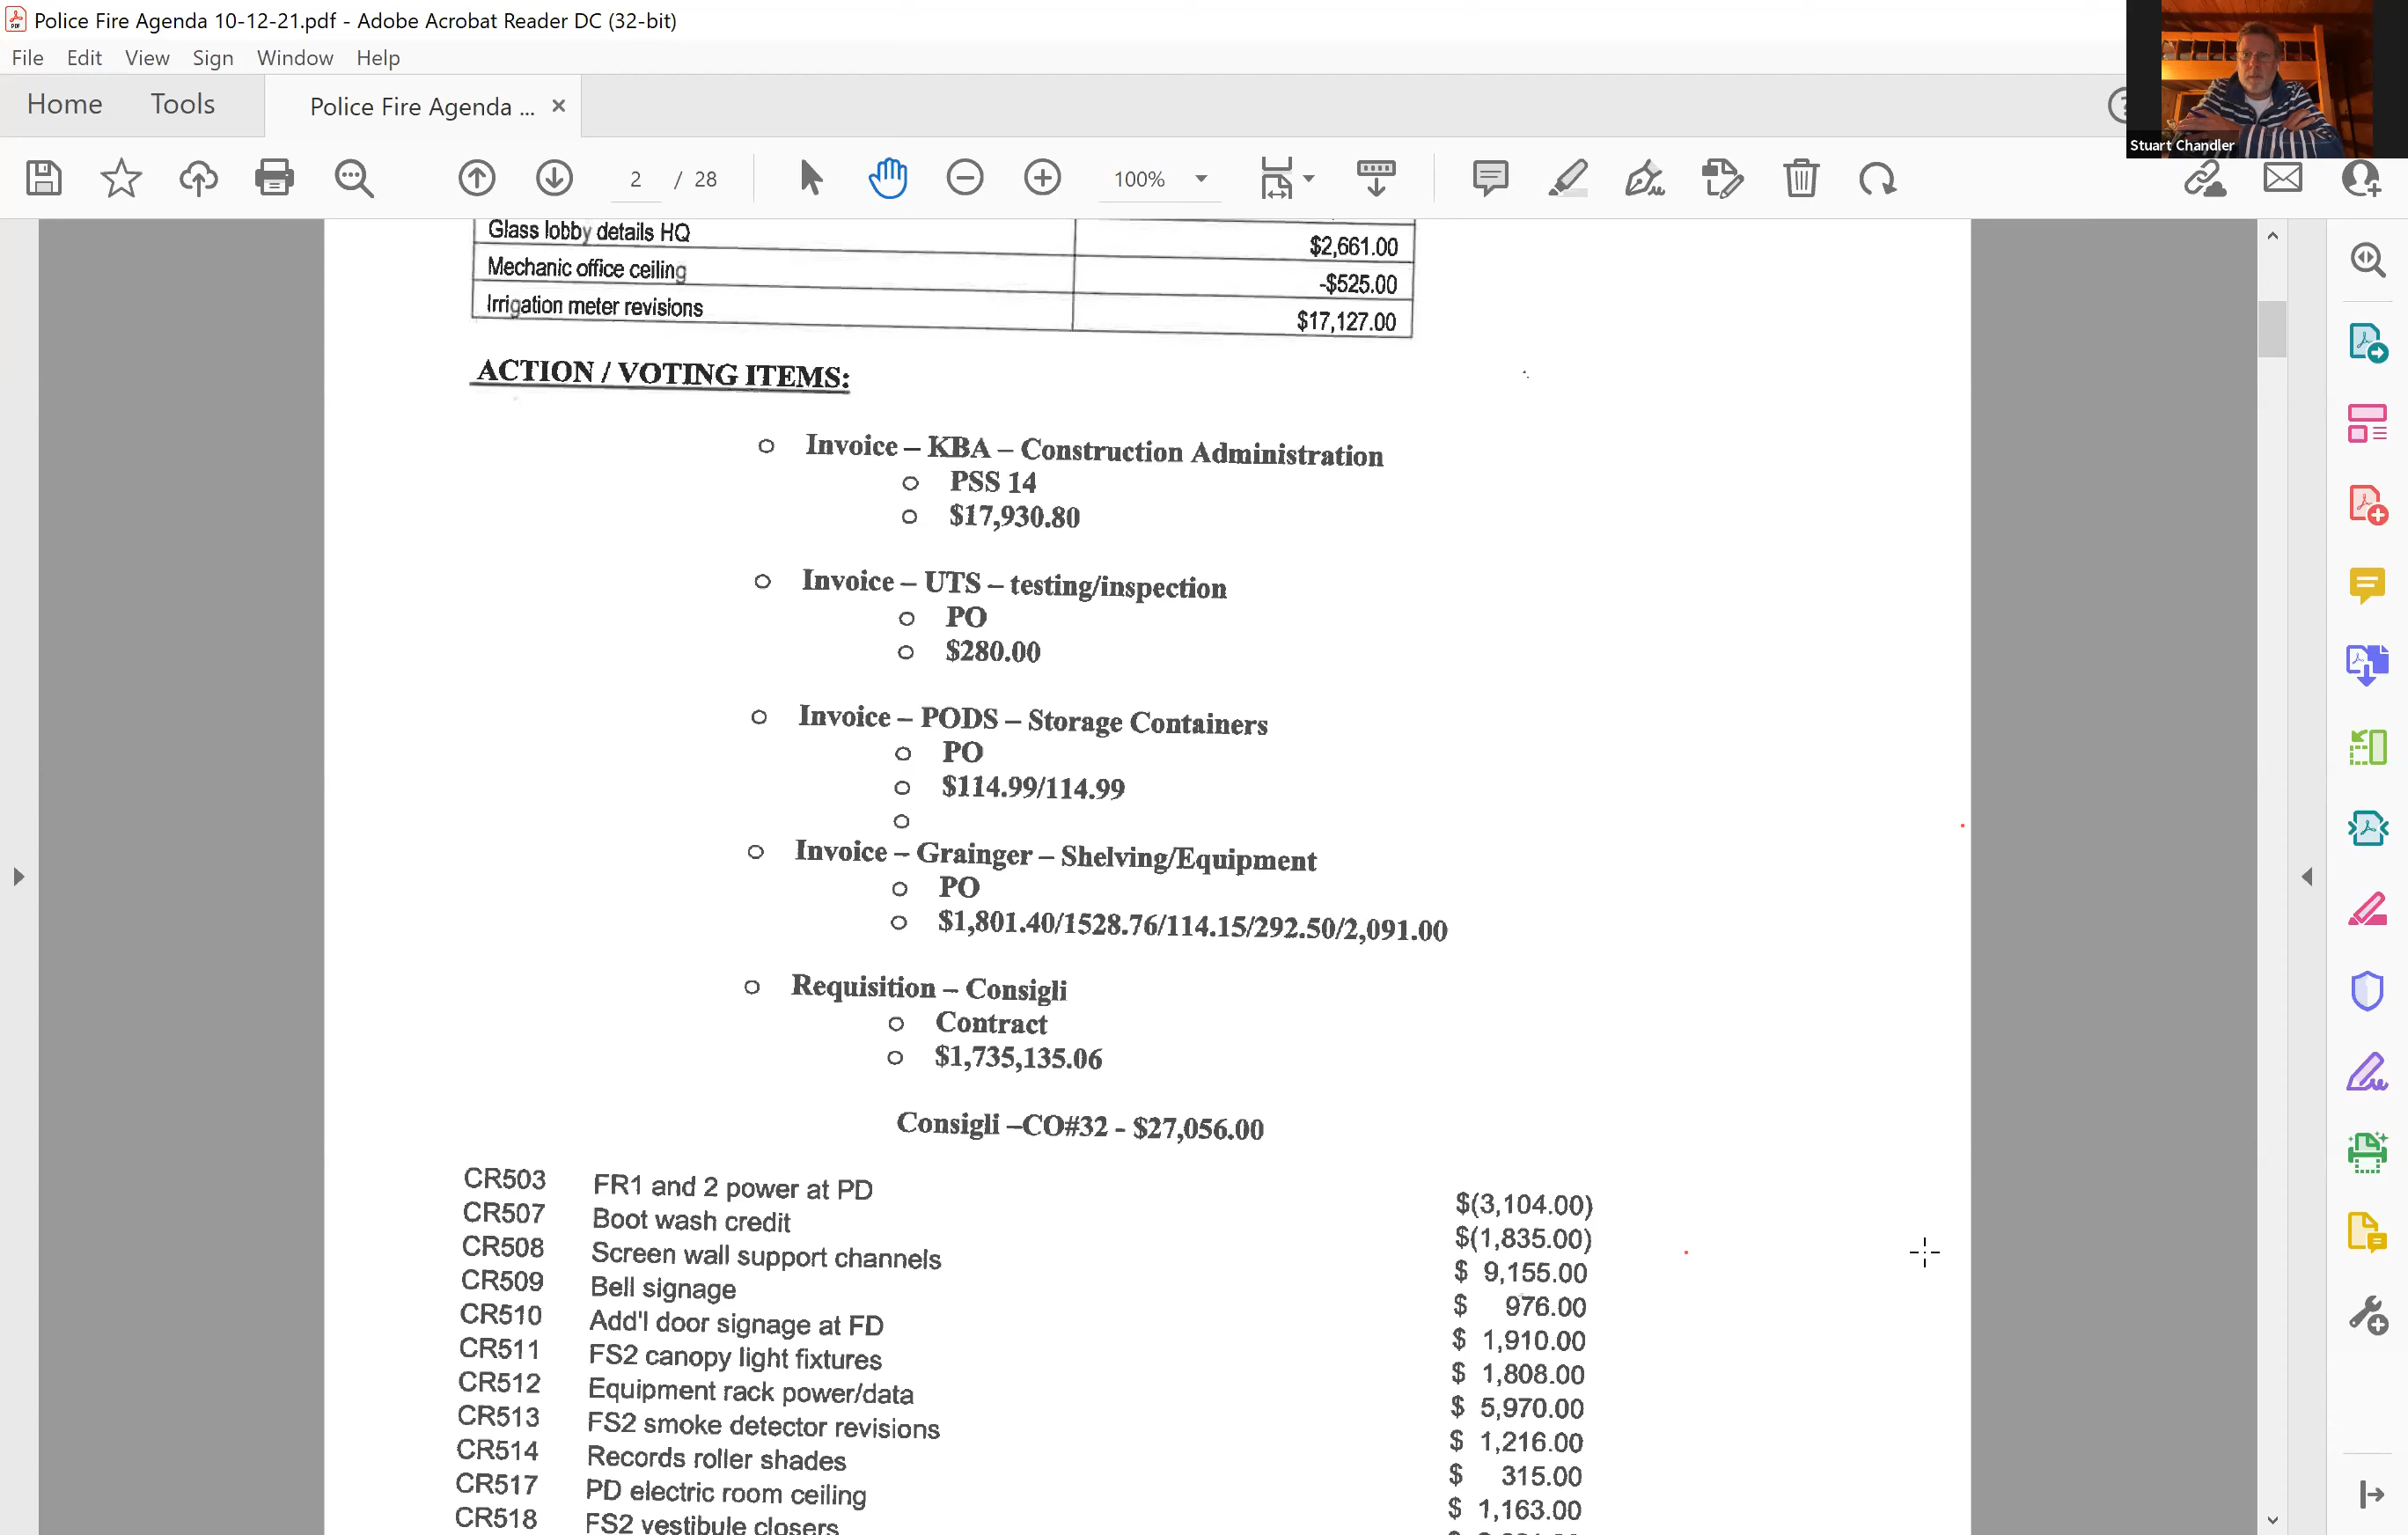 Police Fire Agenda 10-12-21.pdf - Adobe Acrobat Reader DC (32-bit)
File Edit View Sign Window Help
Home Tools Police Fire Agenda ... ×
Stuart Chandler
2 / 28 100%
Glass lobby details HQ $2,661.00
Mechanic office ceiling -$525.00
Irrigation meter revisions $17,127.00
ACTION / VOTING ITEMS:
o Invoice – KBA – Construction Administration
o PSS 14
o $17,930.80
o Invoice – UTS – testing/inspection
o PO
o $280.00
o Invoice – PODS – Storage Containers
o PO
o $114.99/114.99
o
o Invoice – Grainger – Shelving/Equipment
o PO
o $1,801.40/1528.76/114.15/292.50/2,091.00
o Requisition – Consigli
o Contract
o $1,735,135.06
Consigli –CO#32 - $27,056.00
CR503 FR1 and 2 power at PD $(3,104.00)
CR507 Boot wash credit $(1,835.00)
CR508 Screen wall support channels $ 9,155.00
CR509 Bell signage $ 976.00
CR510 Add'l door signage at FD $ 1,910.00
CR511 FS2 canopy light fixtures $ 1,808.00
CR512 Equipment rack power/data $ 5,970.00
CR513 FS2 smoke detector revisions $ 1,216.00
CR514 Records roller shades $ 315.00
CR517 PD electric room ceiling $ 1,163.00
CR518 FS2 vestibule closers